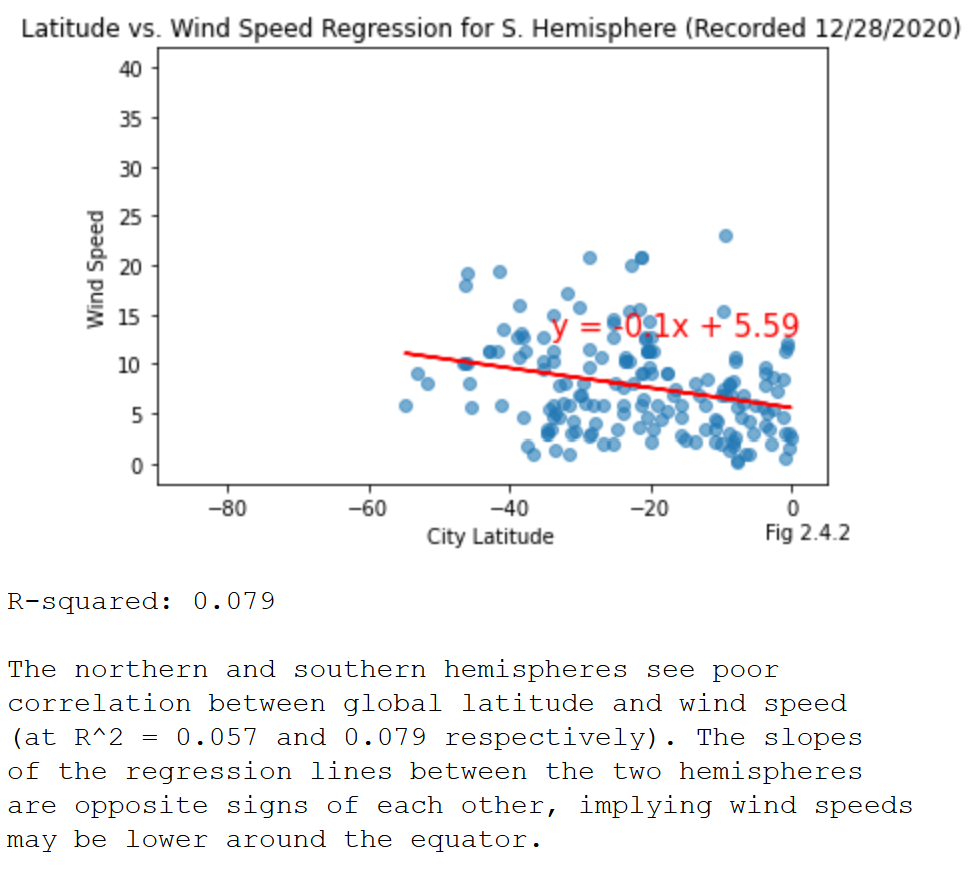 Latitude vs. Wind Speed Regression for S. Hemisphere (Recorded 12/28/2020)
40
35
30
25
20
15
10
5
0
Wind Speed
y = -0.1x + 5.59
−80
−60
−40
−20
0
City Latitude
Fig 2.4.2
R-squared: 0.079
The northern and southern hemispheres see poor
correlation between global latitude and wind speed
(at R^2 = 0.057 and 0.079 respectively). The slopes
of the regression lines between the two hemispheres
are opposite signs of each other, implying wind speeds
may be lower around the equator.